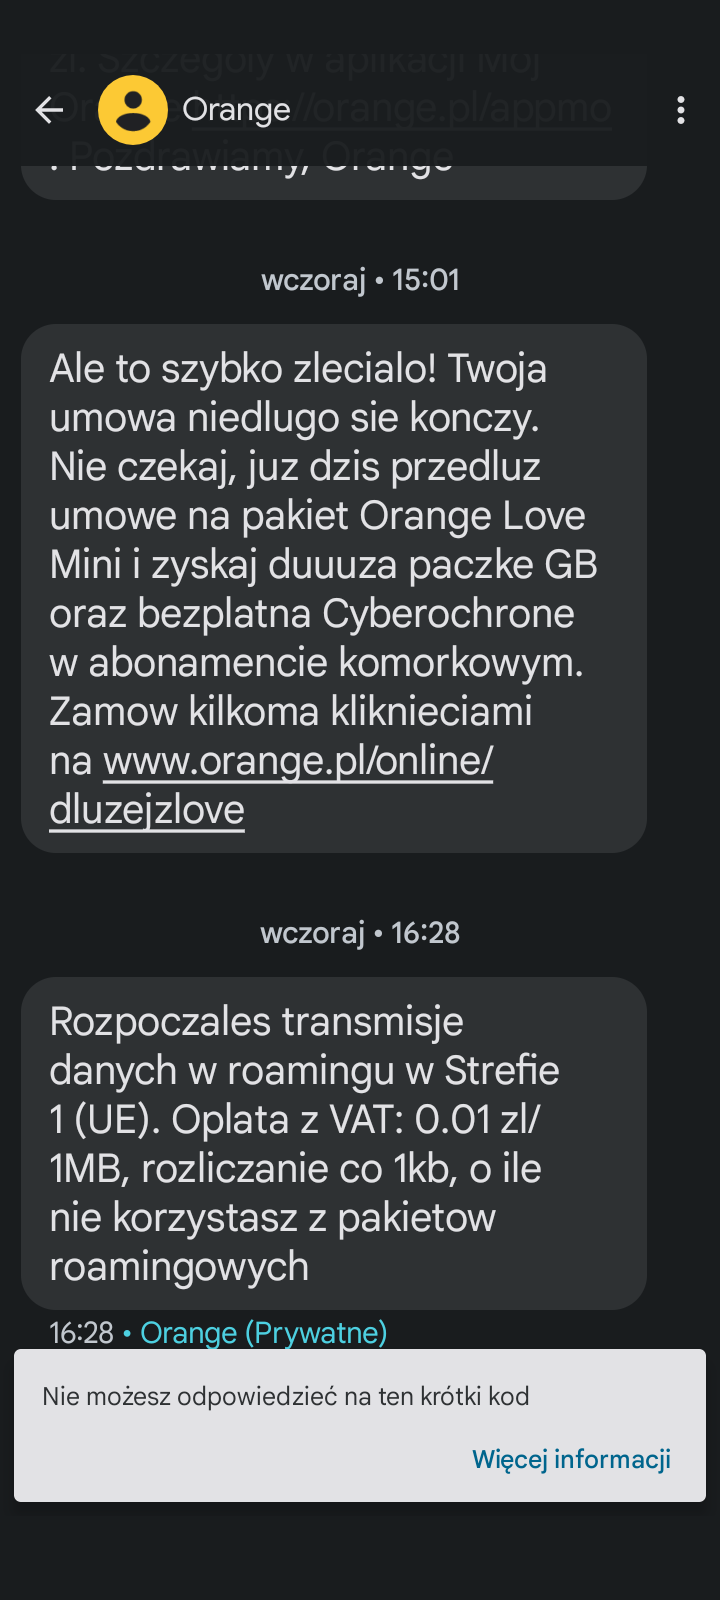 zl. Szczegoly w aplikacji Moj
Orange
//orange.pl/appmo
. Pozdrawiamy, Orange
wczoraj • 15:01
Ale to szybko zlecialo! Twoja
umowa niedlugo sie konczy.
Nie czekaj, juz dzis przedluz
umowe na pakiet Orange Love
Mini i zyskaj duuuza paczke GB
oraz bezplatna Cyberochrone
w abonamencie komorkowym.
Zamow kilkoma kliknieciami
na www.orange.pl/online/
dluzejzlove
wczoraj • 16:28
Rozpoczales transmisje
danych w roamingu w Strefie
1 (UE). Oplata z VAT: 0.01 zl/
1MB, rozliczanie co 1kb, o ile
nie korzystasz z pakietow
roamingowych
16:28 • Orange (Prywatne)
Nie możesz odpowiedzieć na ten krótki kod
Więcej informacji